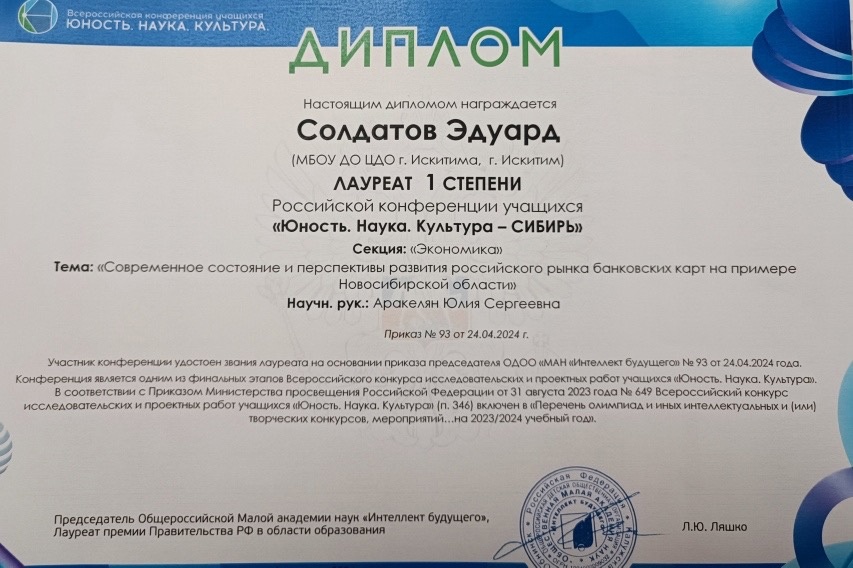 Всероссийская конференция учащихся
ЮНОСТЬ. НАУКА. КУЛЬТУРА.
ДИПЛОМ
Настоящим дипломом награждается
Солдатов Эдуард
(МБОУ ДО ЦДО г. Искитима, г. Искитим)
ЛАУРЕАТ 1 СТЕПЕНИ
Российской конференции учащихся
«Юность. Наука. Культура – СИБИРЬ»
Секция: «Экономика»
Тема: «Современное состояние и перспективы развития российского рынка банковских карт на примере
Новосибирской области»
Научн. рук.: Аракелян Юлия Сергеевна
Приказ № 93 от 24.04.2024 г.
Участник конференции удостоен звания лауреата на основании приказа председателя ОДОО «МАН «Интеллект будущего» № 93 от 24.04.2024 года.
Конференция является одним из финальных этапов Всероссийского конкурса исследовательских и проектных работ учащихся «Юность. Наука. Культура».
В соответствии с Приказом Министерства просвещения Российской Федерации от 31 августа 2023 года № 649 Всероссийский конкурс
исследовательских и проектных работ учащихся «Юность. Наука. Культура» (п. 346) включен в «Перечень олимпиад и иных интеллектуальных и (или)
творческих конкурсов, мероприятий…на 2023/2024 учебный год».
Председатель Общероссийской Малой академии наук «Интеллект будущего»,
Лауреат премии Правительства РФ в области образования
Л.Ю. Ляшко
Российская Федерация
Малая академия наук
Интеллект будущего